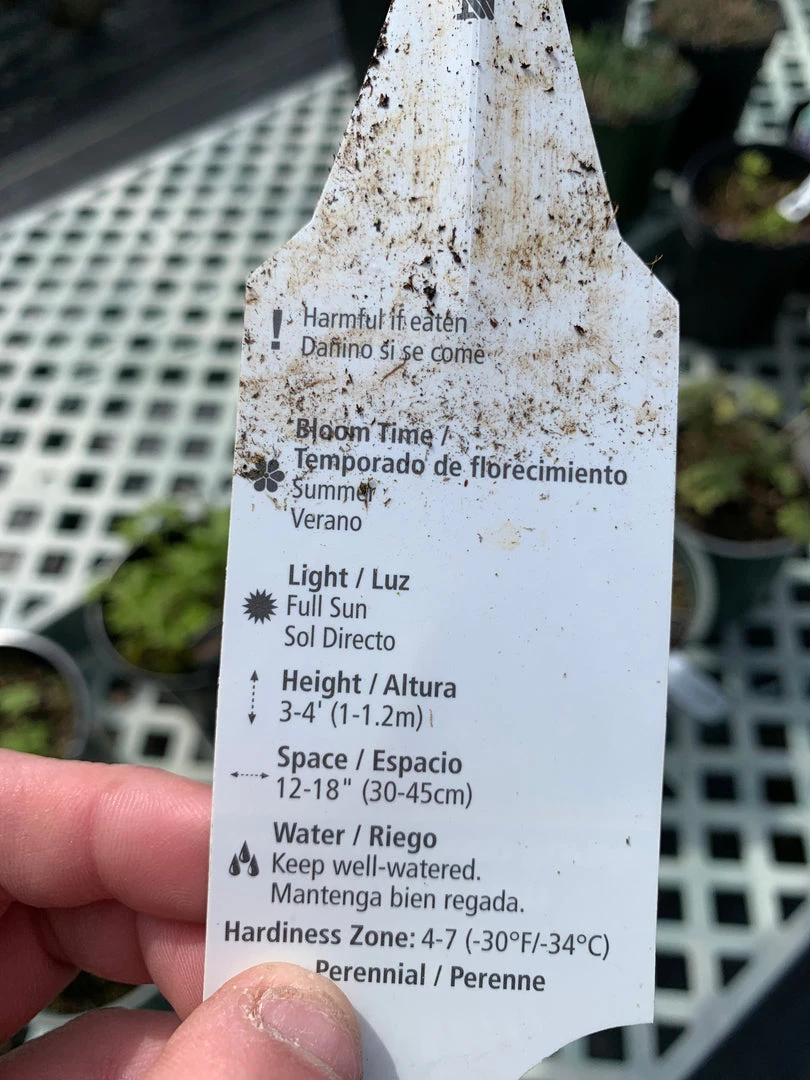 Harmful if eaten
Dañino si se come
Bloom Time /
Temporado de florecimiento
Summer
Verano
Light / Luz
Full Sun
Sol Directo
Height / Altura
3-4' (1-1.2m)
Space / Espacio
12-18" (30-45cm)
Water / Riego
Keep well-watered.
Mantenga bien regada.
Hardiness Zone: 4-7 (-30°F/-34°C)
Perennial / Perenne